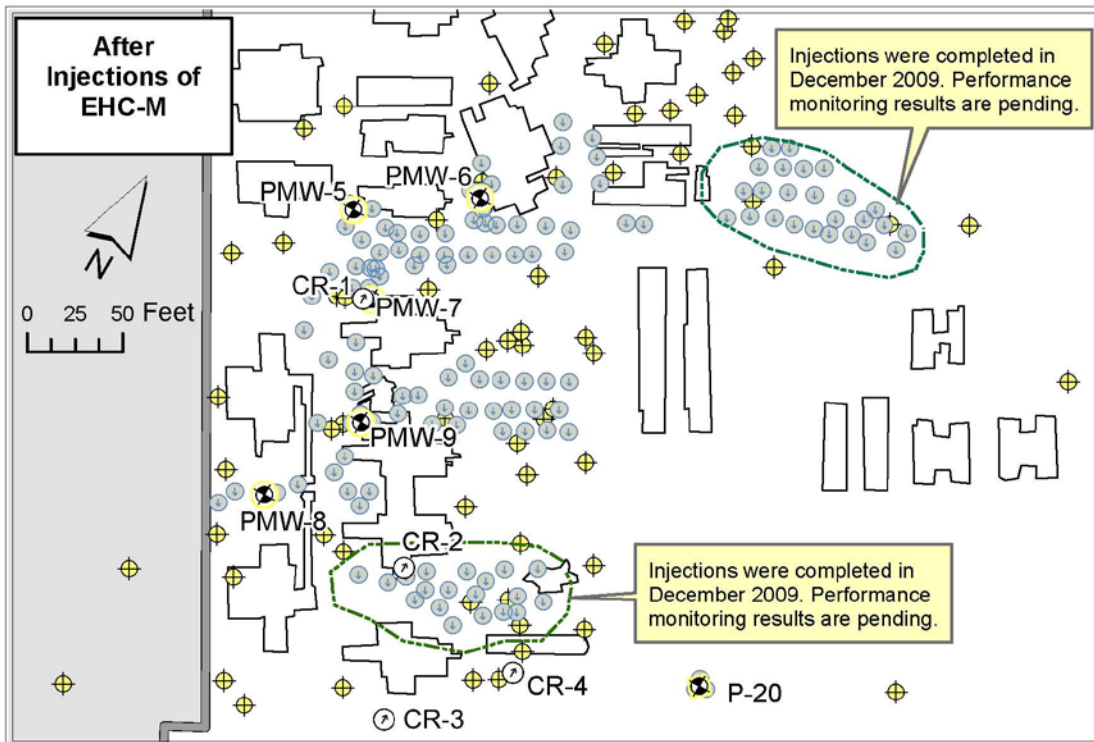 After
Injections of
EHC-M
Injections were completed in
December 2009. Performance
monitoring results are pending.
PMW-5
PMW-6
N
CR-1
PMW-7
0 25 50 Feet
PMW-9
PMW-8
CR-2
Injections were completed in
December 2009. Performance
monitoring results are pending.
CR-4
P-20
CR-3